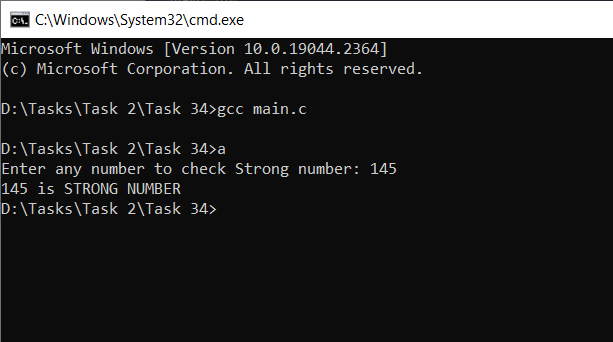 C:\Windows\System32\cmd.exe
Microsoft Windows [Version 10.0.19044.2364]
(c) Microsoft Corporation. All rights reserved.
D:\Tasks\Task 2\Task 34>gcc main.c
D:\Tasks\Task 2\Task 34>a
Enter any number to check Strong number: 145
145 is STRONG NUMBER
D:\Tasks\Task 2\Task 34>